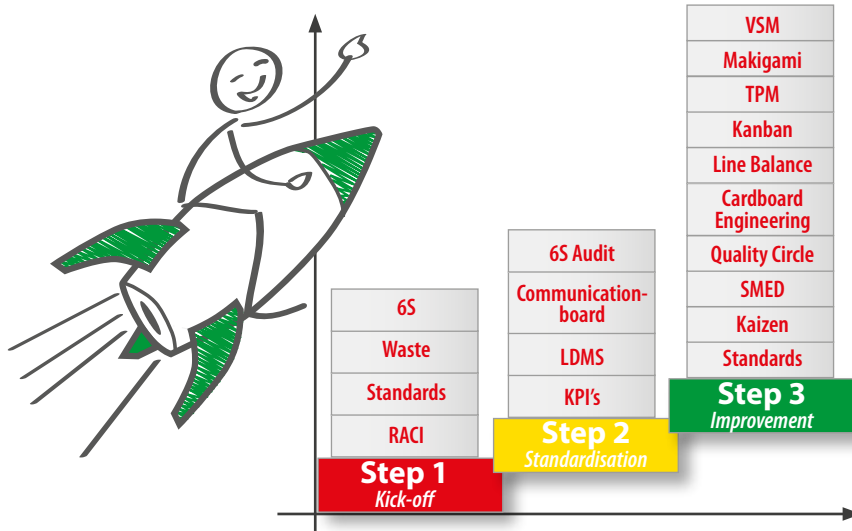 6S
Waste
Standards
RACI
Step 1
Kick-off
6S Audit
Communication-
board
LDMS
KPI's
Step 2
Standardisation
VSM
Makigami
TPM
Kanban
Line Balance
Cardboard
Engineering
Quality Circle
SMED
Kaizen
Standards
Step 3
Improvement